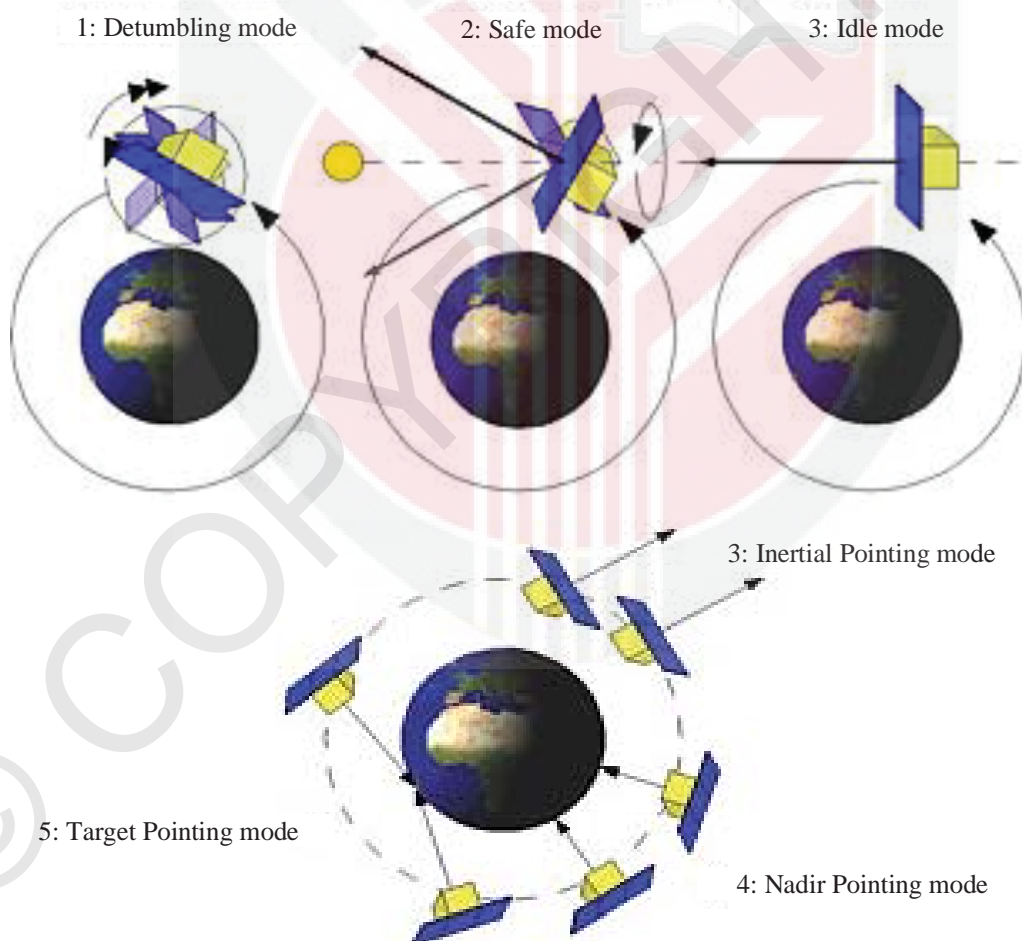 1: Detumbling mode
2: Safe mode
3: Idle mode
3: Inertial Pointing mode
5: Target Pointing mode
4: Nadir Pointing mode
© COPYRIGHT